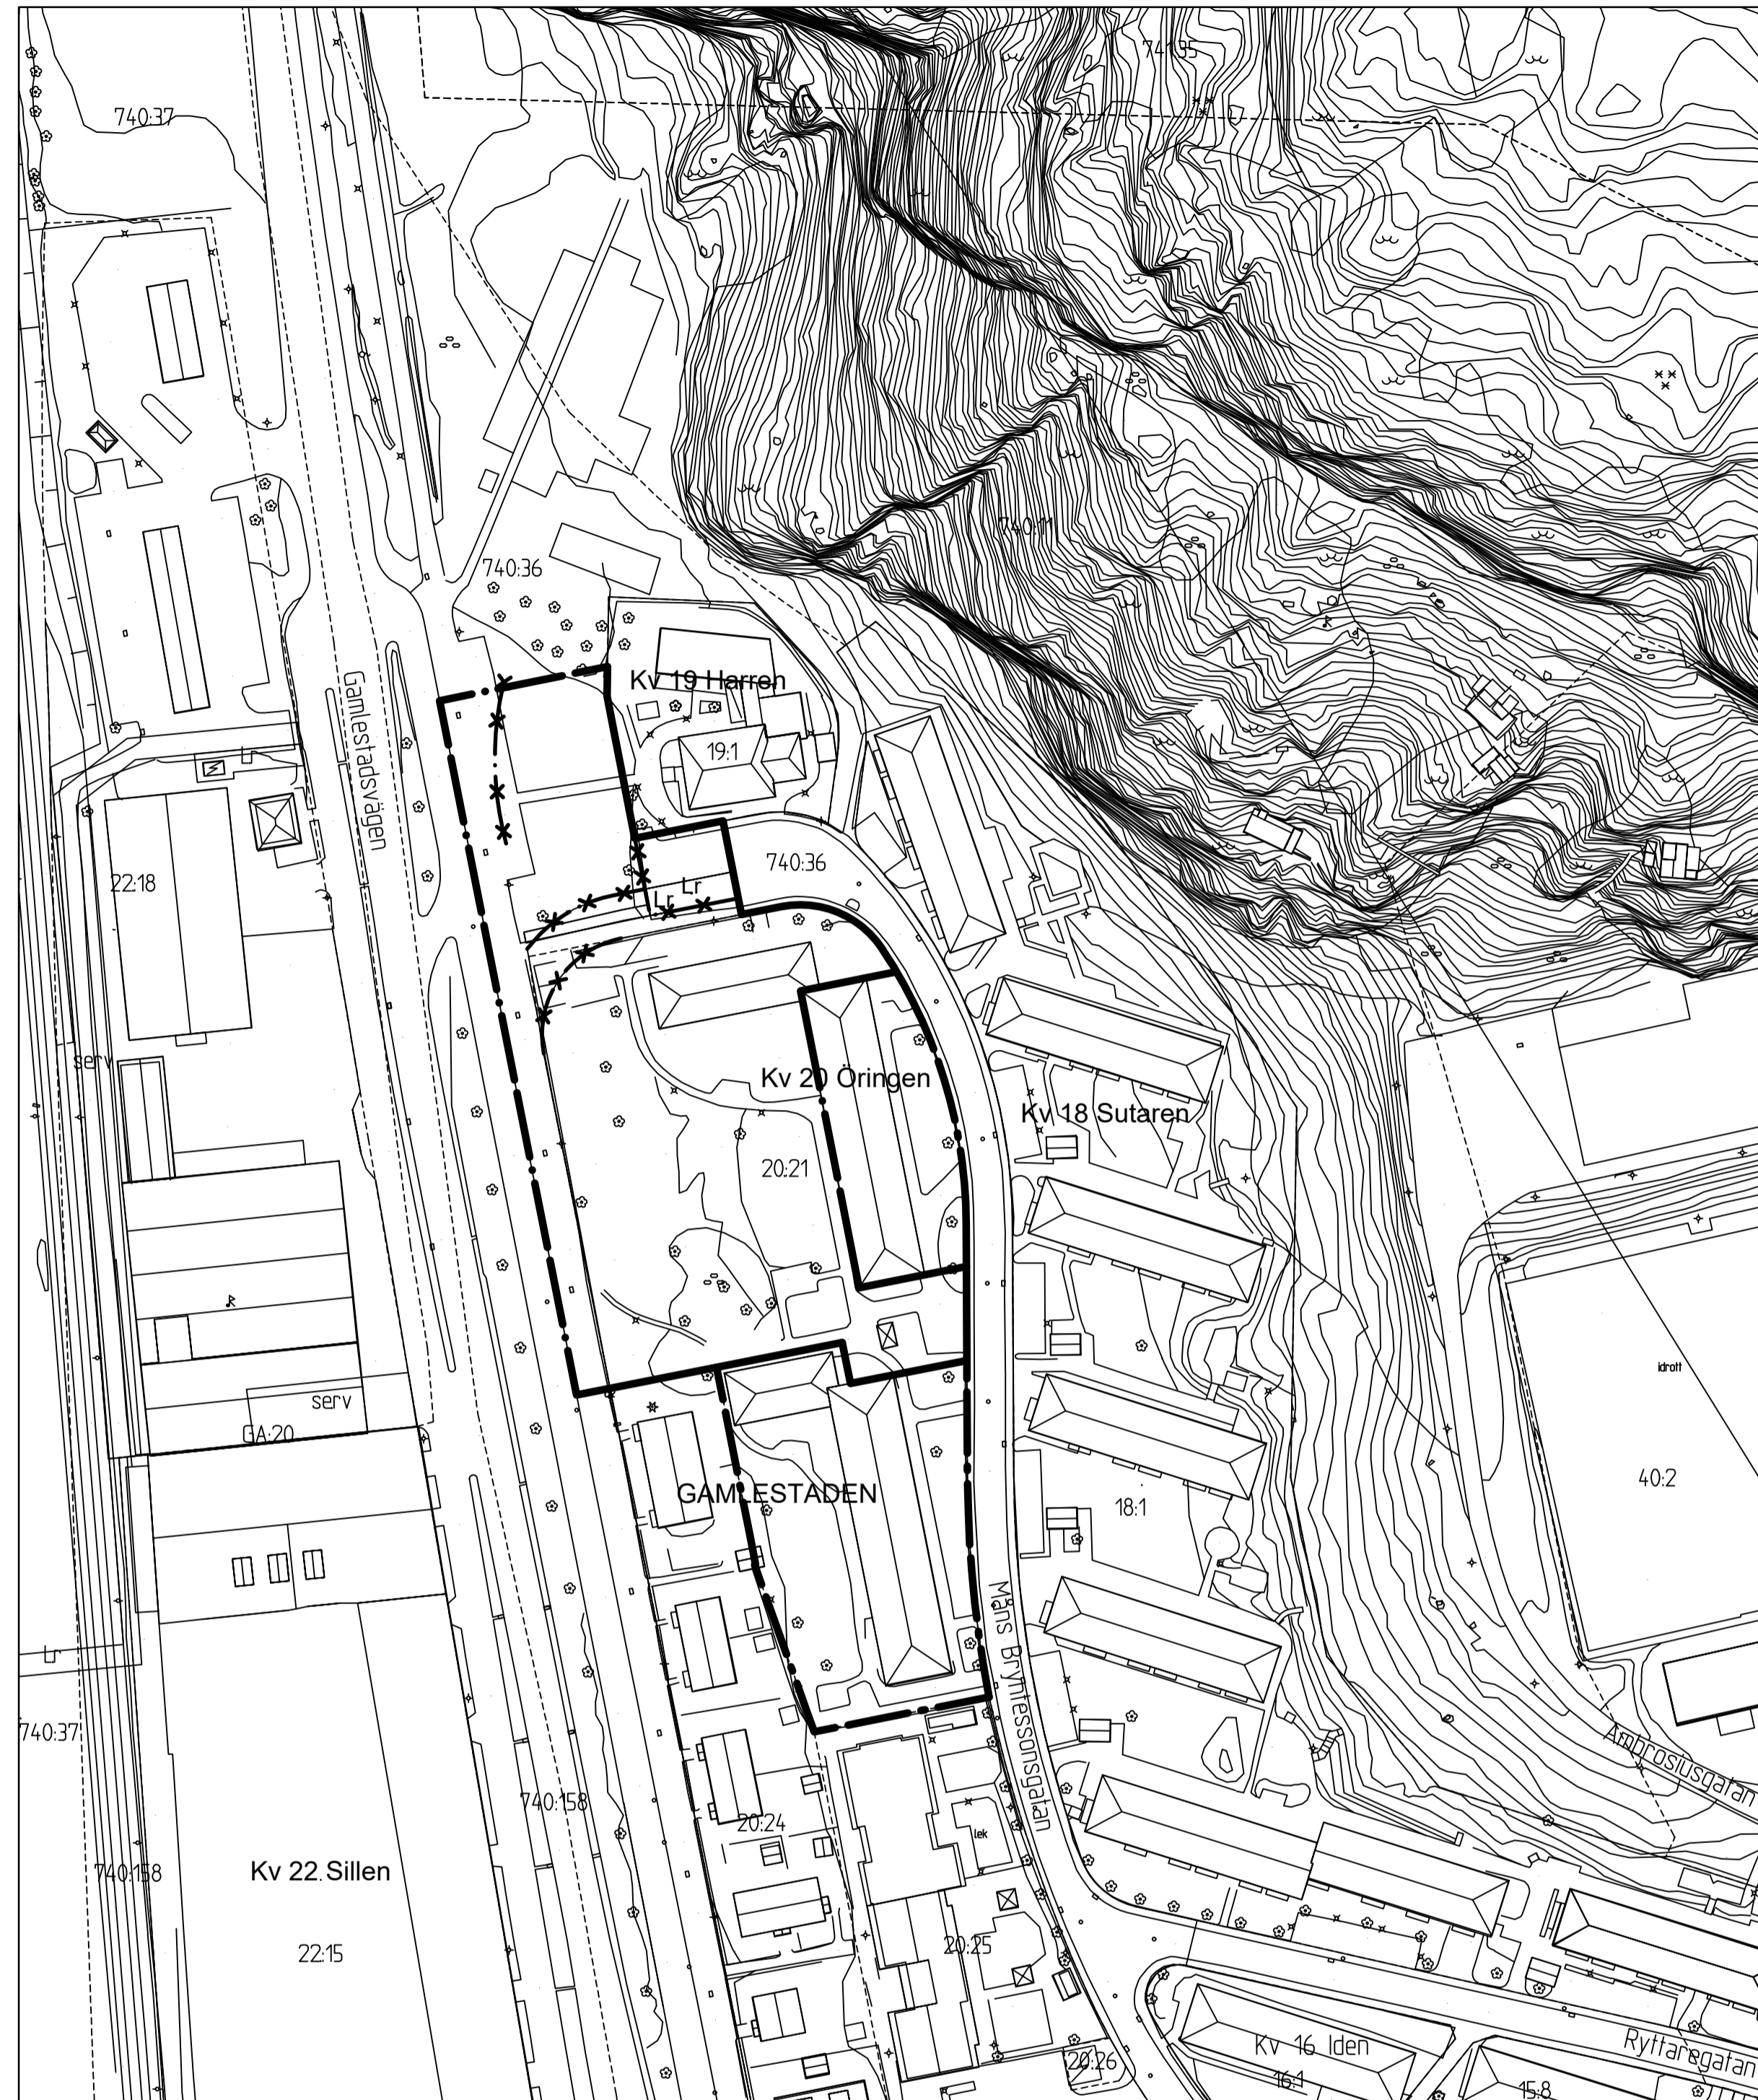 741:35
740:37
740:11
740:36
Gamlestadsvägen
Kv 19 Harren
19:1
Lr
740:36
22:18
Lr
Lr
serv
Kv 20 Öringen
Kv 18 Sutaren
20:21
idrott
serv
GA:20
40:2
GAMLESTADEN
18:1
Måns Bryntessonsgatan
Lr
740:37
Ambrosiusgatan
740:158
20:24
lek
740:158
Kv 22 Sillen
20:25
22:15
Kv 16 Iden
Ryttaregatan
20:26
16:1
15:8